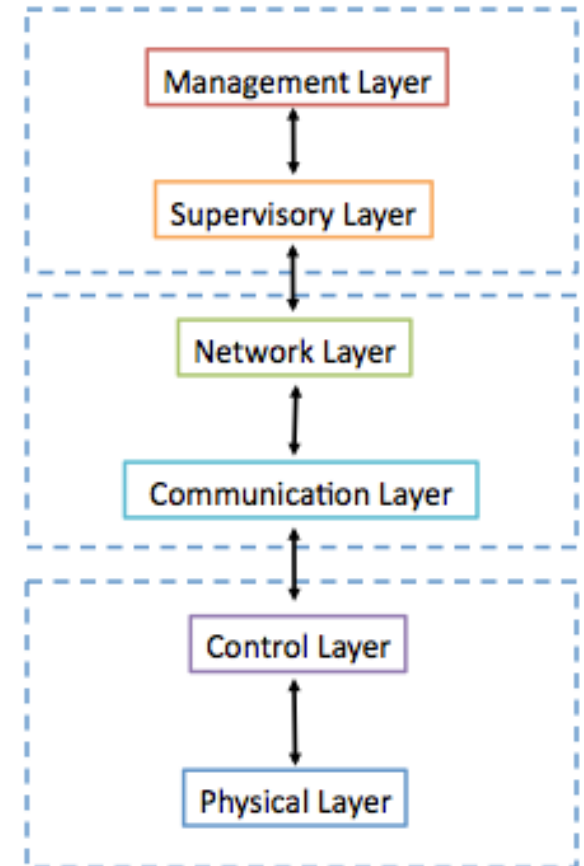 Management Layer
Supervisory Layer
Network Layer
Communication Layer
Control Layer
Physical Layer